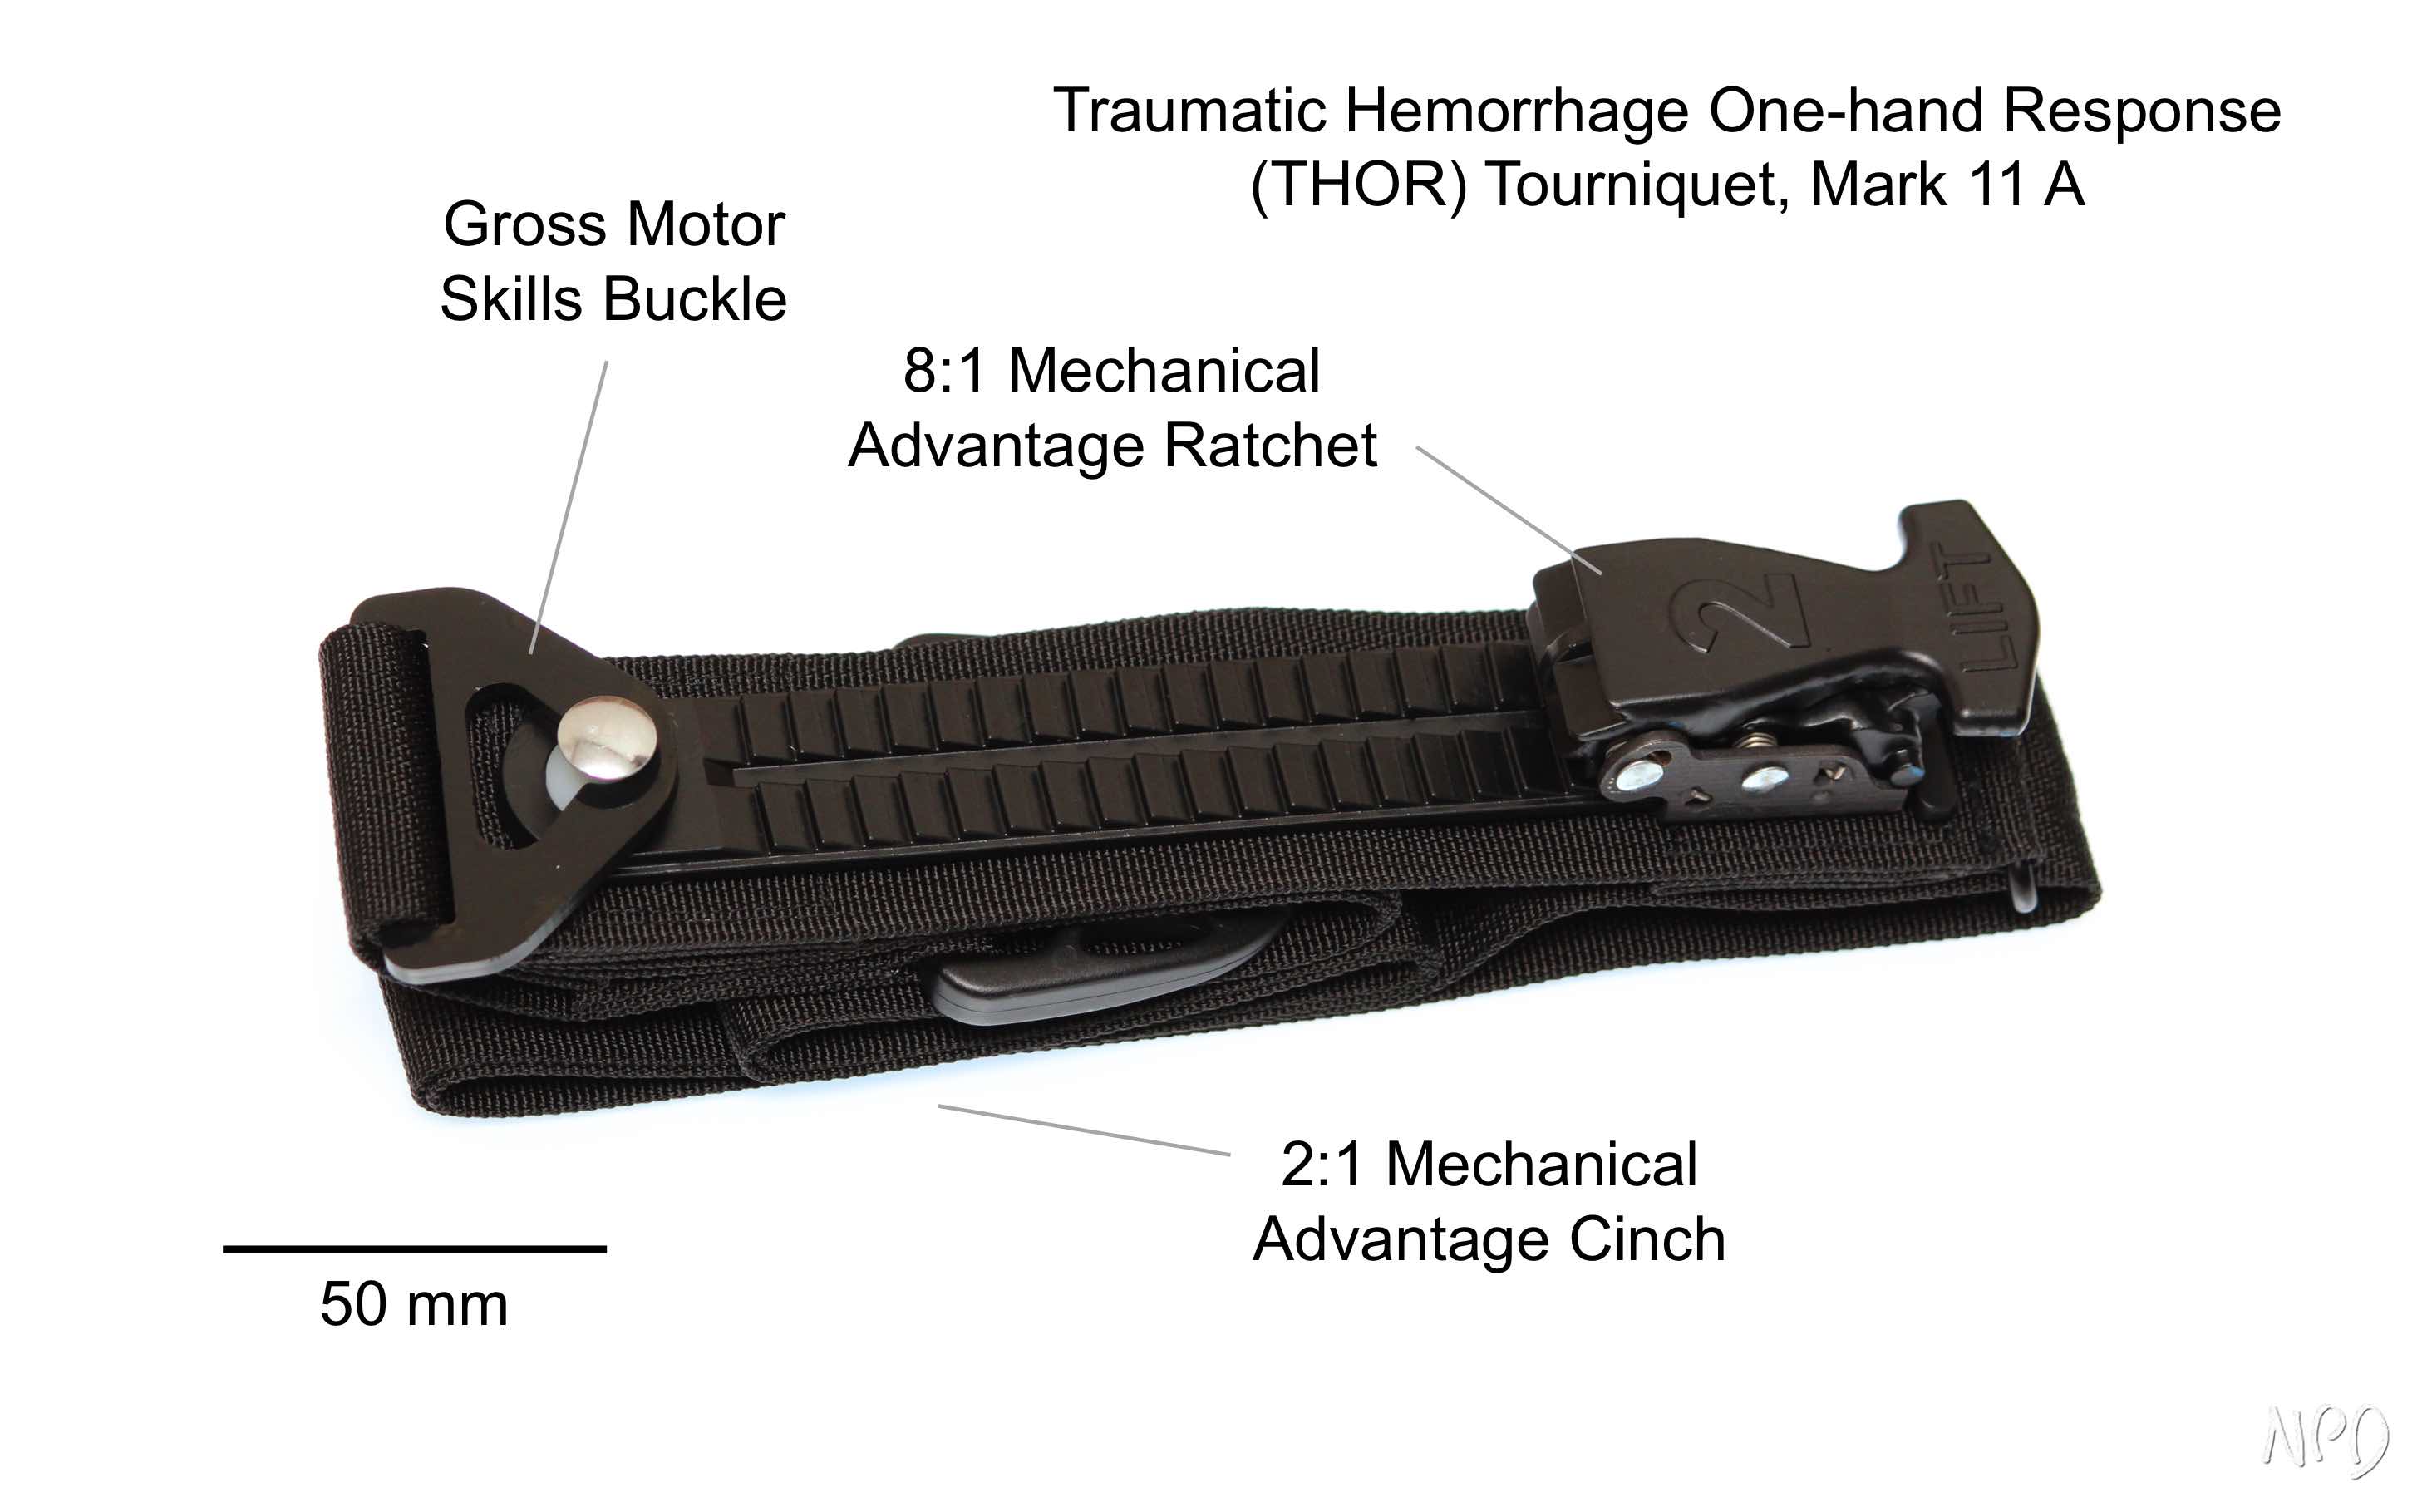 Traumatic Hemorrhage One-hand Response
(THOR) Tourniquet, Mark 11 A
Gross Motor
Skills Buckle
8:1 Mechanical
Advantage Ratchet
2
LIFT
2:1 Mechanical
Advantage Cinch
50 mm
NPD